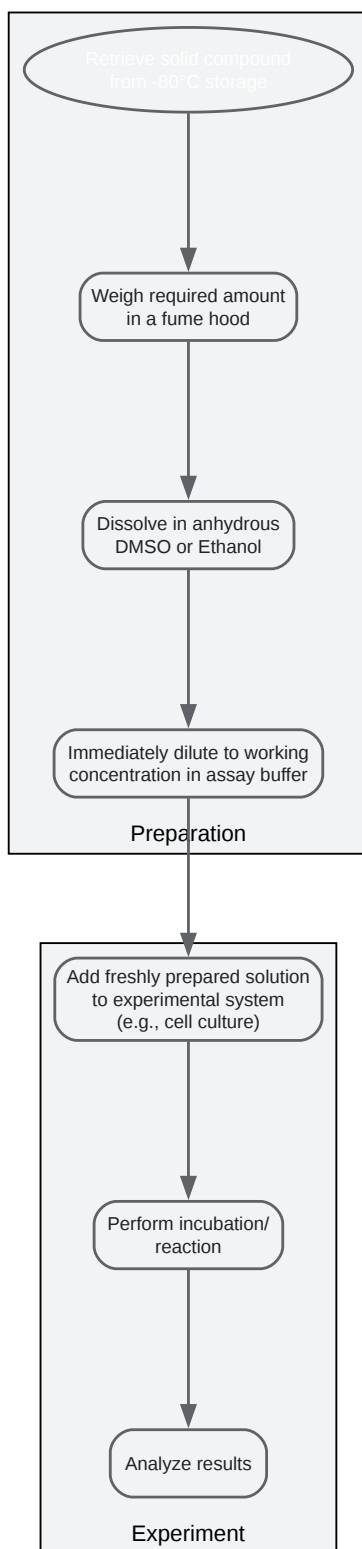 Retrieve solid compound
from -80°C storage
Weigh required amount
in a fume hood
Dissolve in anhydrous
DMSO or Ethanol
Immediately dilute to working
concentration in assay buffer
Preparation
Add freshly prepared solution
to experimental system
(e.g., cell culture)
Perform incubation/
reaction
Analyze results
Experiment